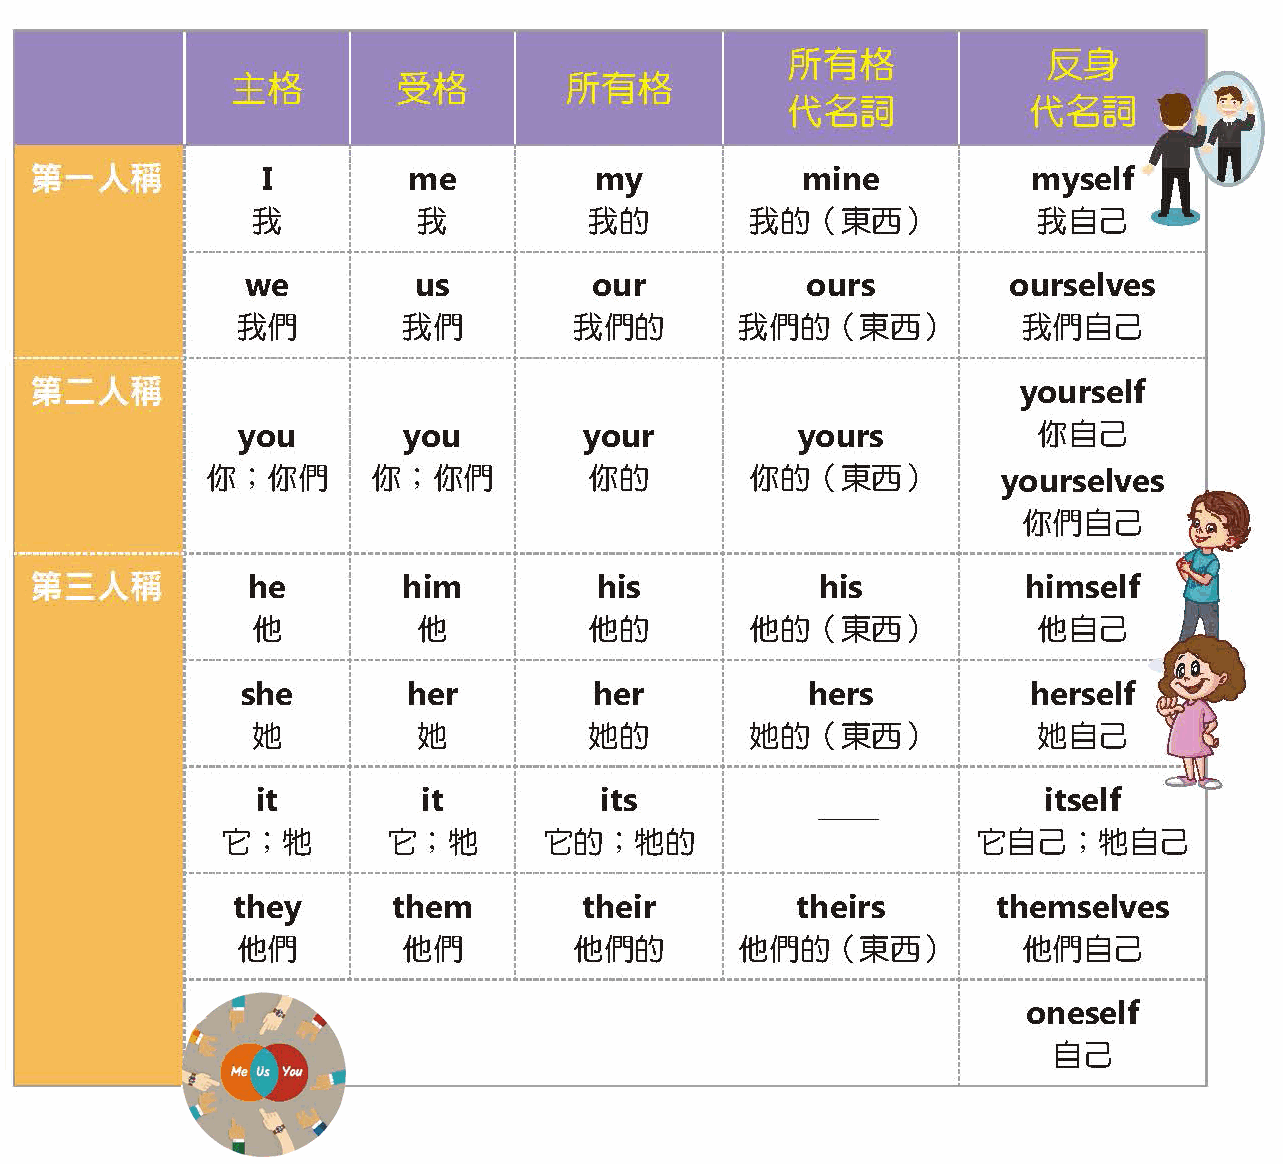 主格 受格 所有格 所有格代名詞 反身代名詞
第一人稱 I me my mine myself
我 我 我的 我的（東西） 我自己
we us our ours ourselves
我們 我們 我們的 我們的（東西） 我們自己
第二人稱 you you your yours yourself
你；你們 你；你們 你的 你的（東西） 你自己
yourselves
你們自己
第三人稱 he him his his himself
他 他 他的 他的（東西） 他自己
she her her hers herself
她 她 她的 她的（東西） 她自己
it it its —— itself
它；牠 它；牠 它的；牠的 它自己；牠自己
they them their theirs themselves
他們 他們 他們的 他們的（東西） 他們自己
oneself
自己
Me Us You